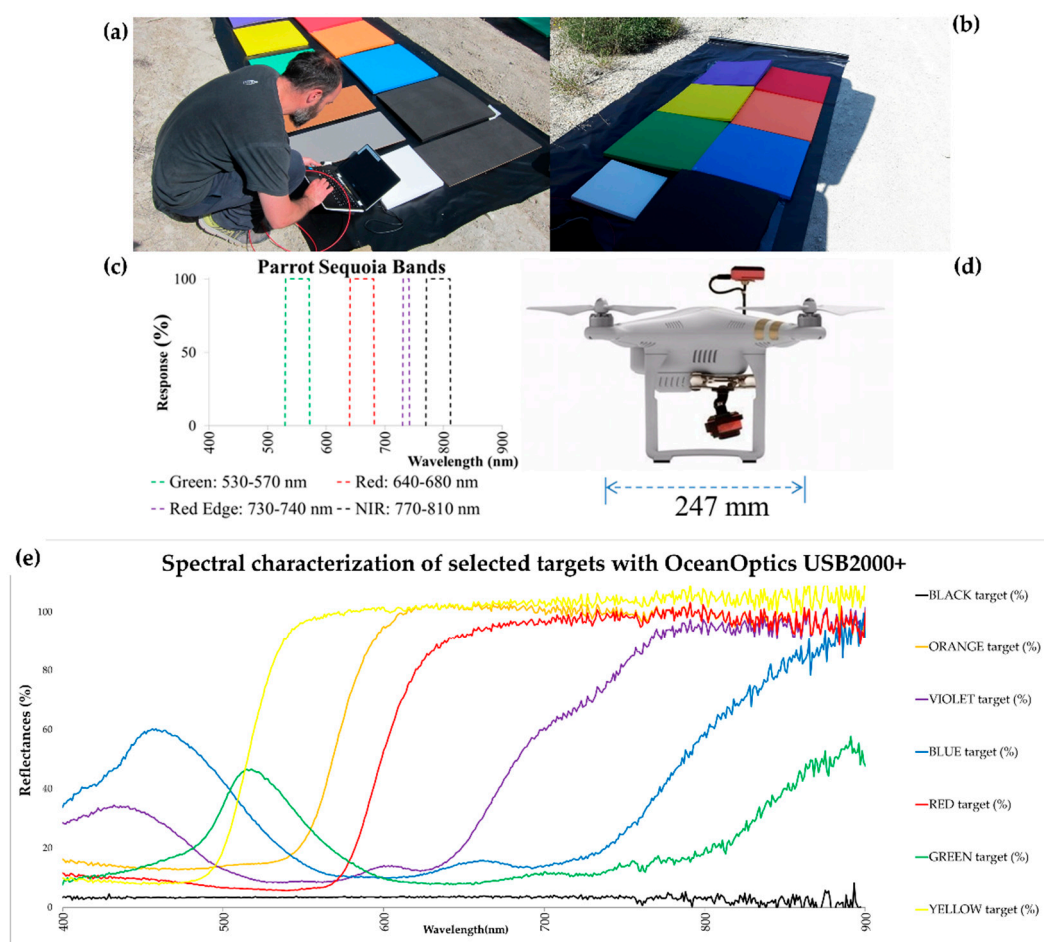 (a)
(b)
(c)
Parrot Sequoia Bands
Response (%)
100
50
0
400
500
600
700
800
900
Wavelength (nm)
Green: 530-570 nm
Red: 640-680 nm
Red Edge: 730-740 nm
NIR: 770-810 nm
(d)
247 mm
(e)
Spectral characterization of selected targets with OceanOptics USB2000+
Reflectances (%)
100
80
60
40
20
0
400
500
600
700
800
900
Wavelength(nm)
BLACK target (%)
ORANGE target (%)
VIOLET target (%)
BLUE target (%)
RED target (%)
GREEN target (%)
YELLOW target (%)